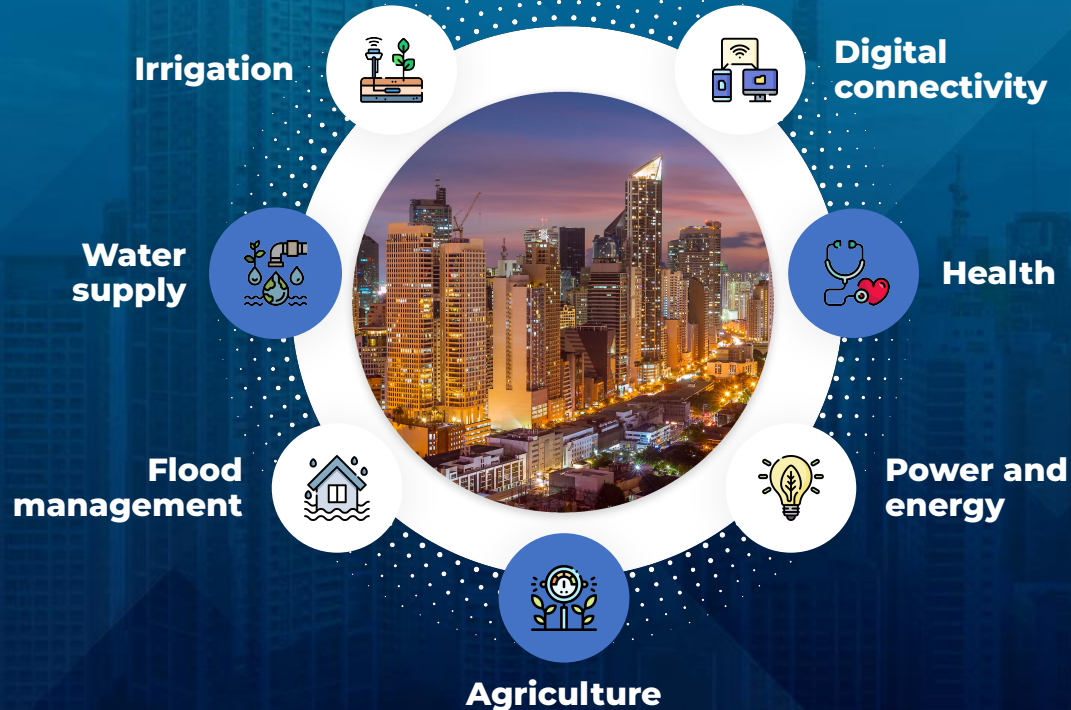 Irrigation
Digital
connectivity
Water
supply
Health
Flood
management
Power and
energy
Agriculture